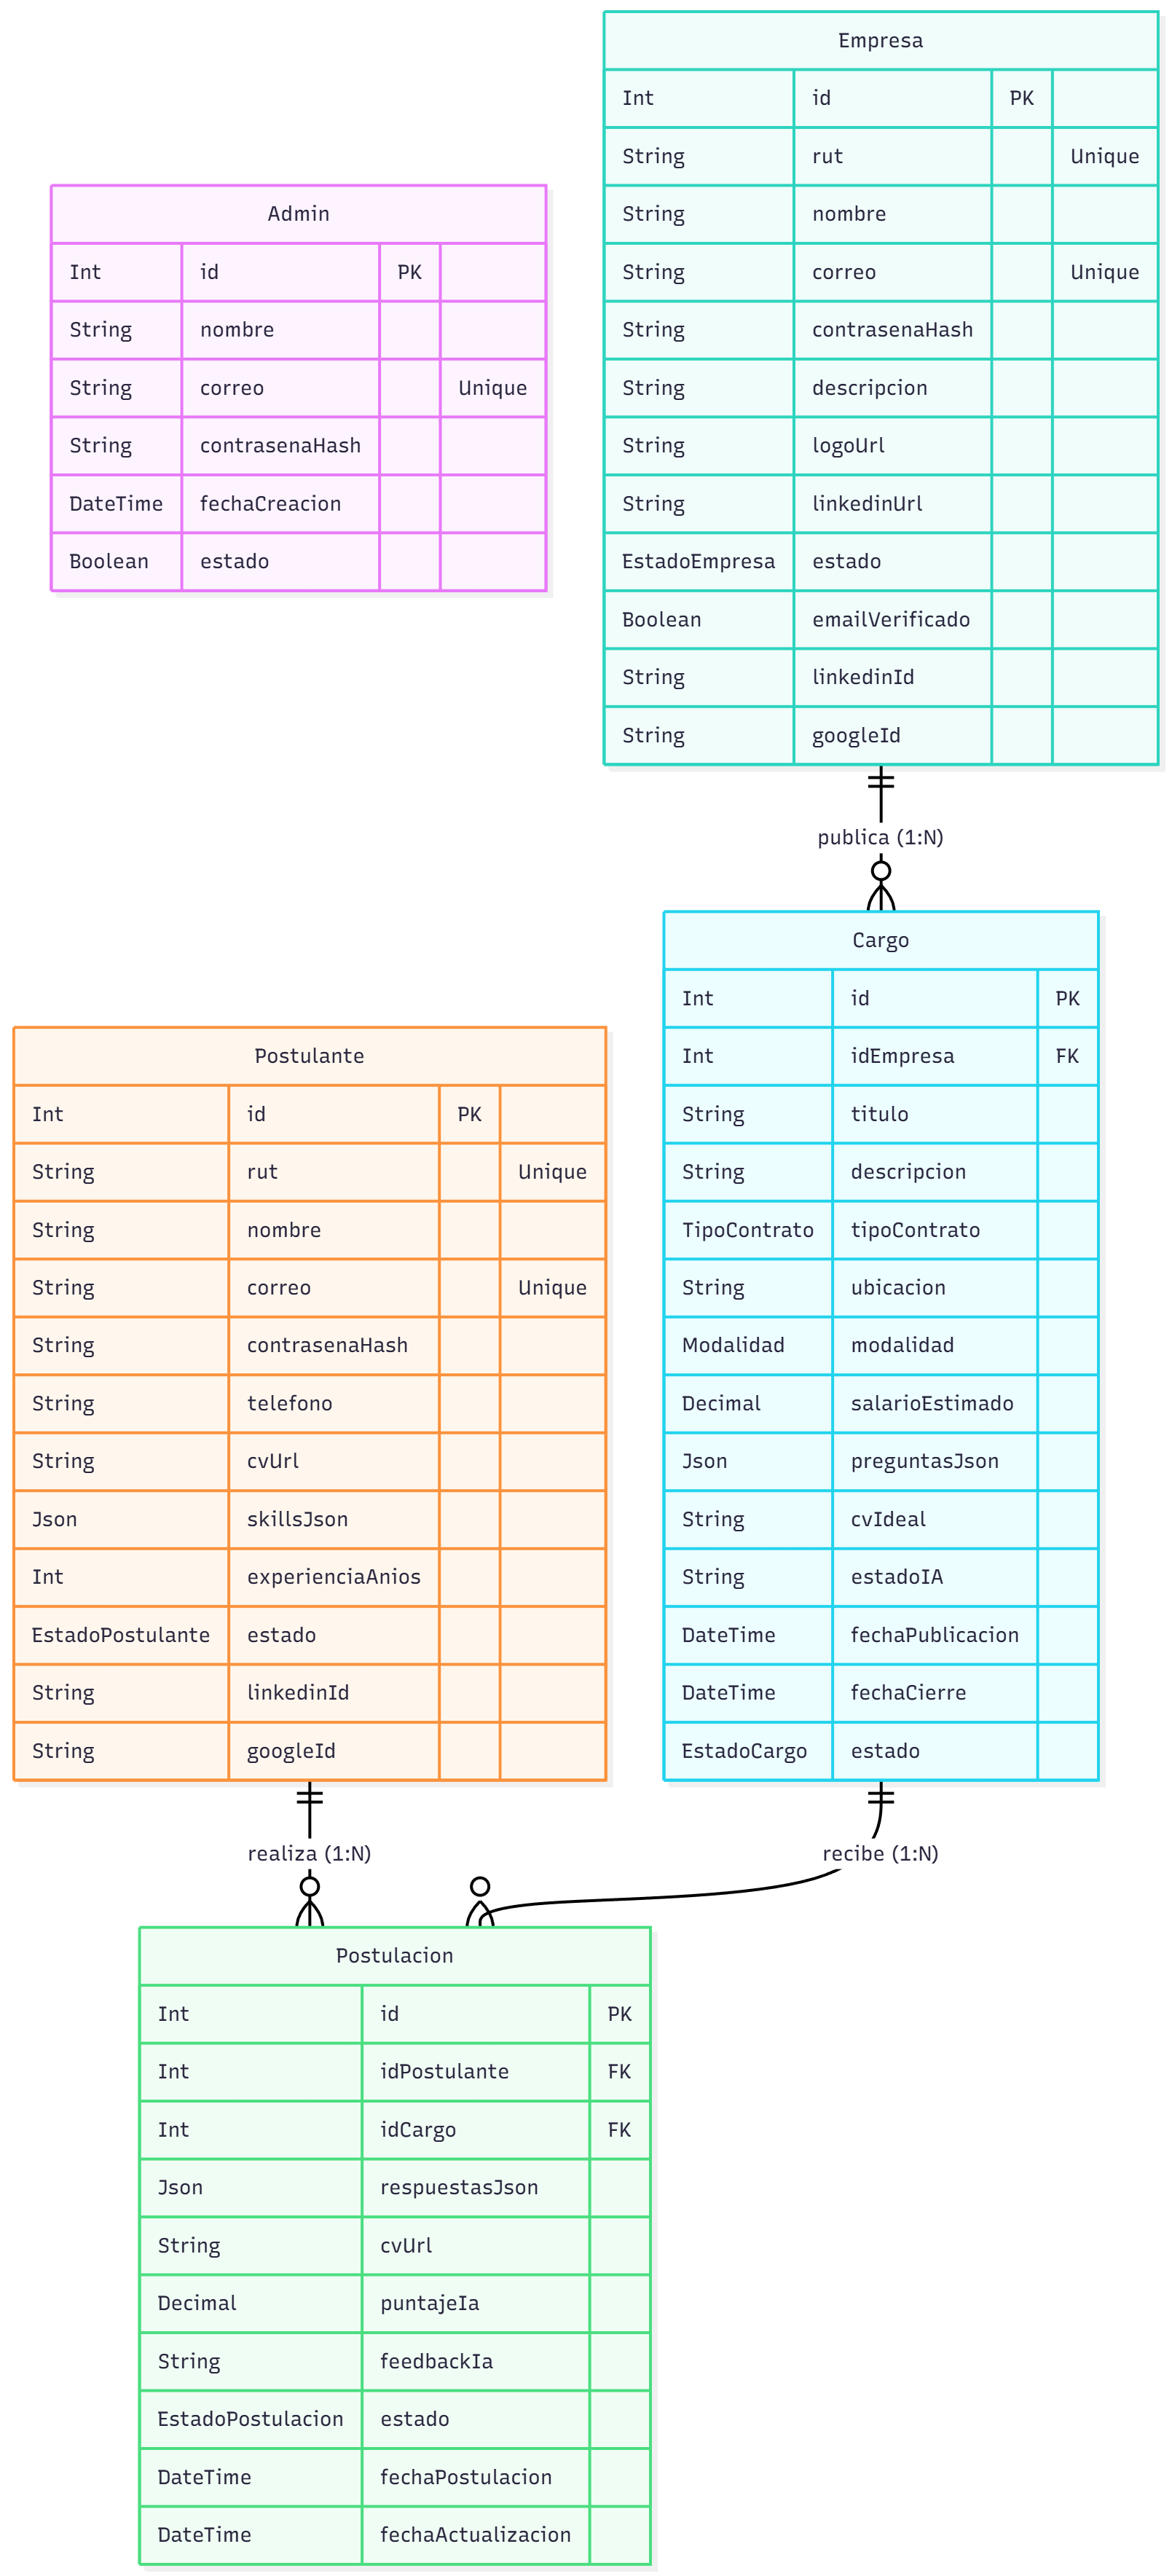 Empresa
Int id PK
String rut Unique
String nombre
String correo Unique
String contrasenaHash
String descripcion
String logoUrl
String linkedinUrl
EstadoEmpresa estado
Boolean emailVerificado
String linkedinId
String googleId
Admin
Int id PK
String nombre
String correo Unique
String contrasenaHash
DateTime fechaCreacion
Boolean estado
publica (1:N)
Cargo
Int id PK
Int idEmpresa FK
String titulo
String descripcion
TipoContrato tipoContrato
String ubicacion
Modalidad modalidad
Decimal salarioEstimado
Json preguntasJson
String cvIdeal
String estadoIA
DateTime fechaPublicacion
DateTime fechaCierre
EstadoCargo estado
Postulante
Int id PK
String rut Unique
String nombre
String correo Unique
String contrasenaHash
String telefono
String cvUrl
Json skillsJson
Int experienciaAnios
EstadoPostulante estado
String linkedinId
String googleId
realiza (1:N)
recibe (1:N)
Postulacion
Int id PK
Int idPostulante FK
Int idCargo FK
Json respuestasJson
String cvUrl
Decimal puntajeIa
String feedbackIa
EstadoPostulacion estado
DateTime fechaPostulacion
DateTime fechaActualizacion